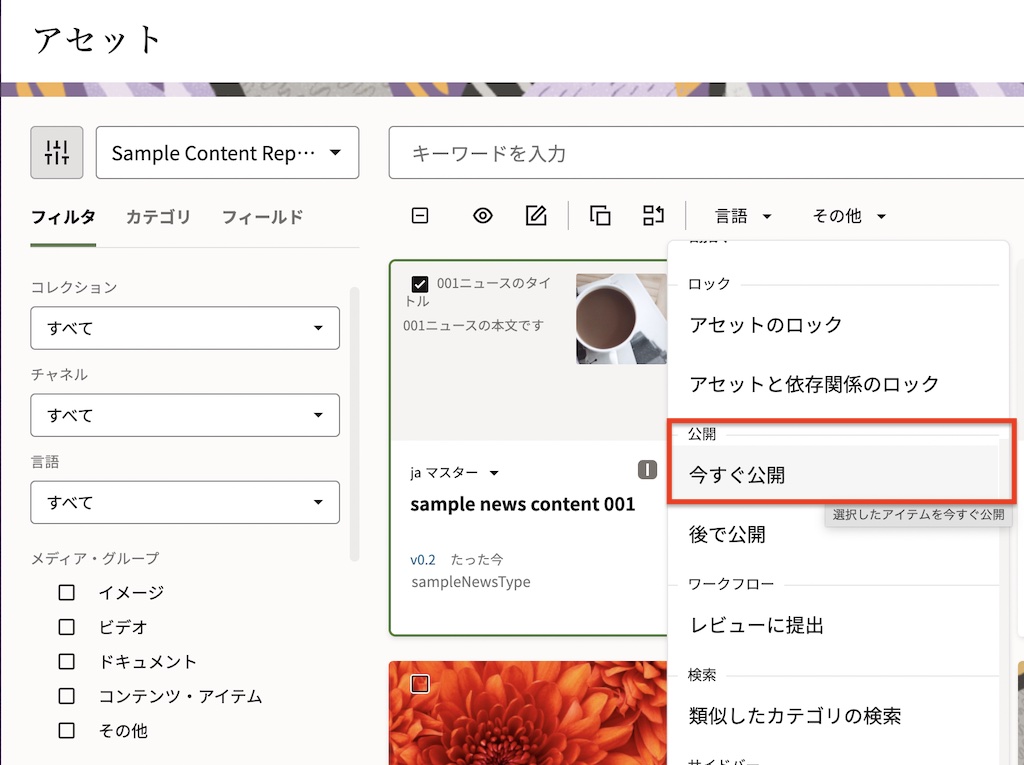 アセット
Sample Content Rep…
キーワードを入力
フィルタ カテゴリ フィールド
言語 その他
コレクション
すべて
チャネル
すべて
言語
すべて
メディア・グループ
イメージ
ビデオ
ドキュメント
コンテンツ・アイテム
その他
001ニュースのタイ
トル
001ニュースの本文です
ja マスター
sample news content 001
v0.2 たった今
sampleNewsType
ロック
アセットのロック
アセットと依存関係のロック
公開
今すぐ公開
選択したアイテムを今すぐ公開
後で公開
ワークフロー
レビューに提出
検索
類似したカテゴリの検索
サイドバー